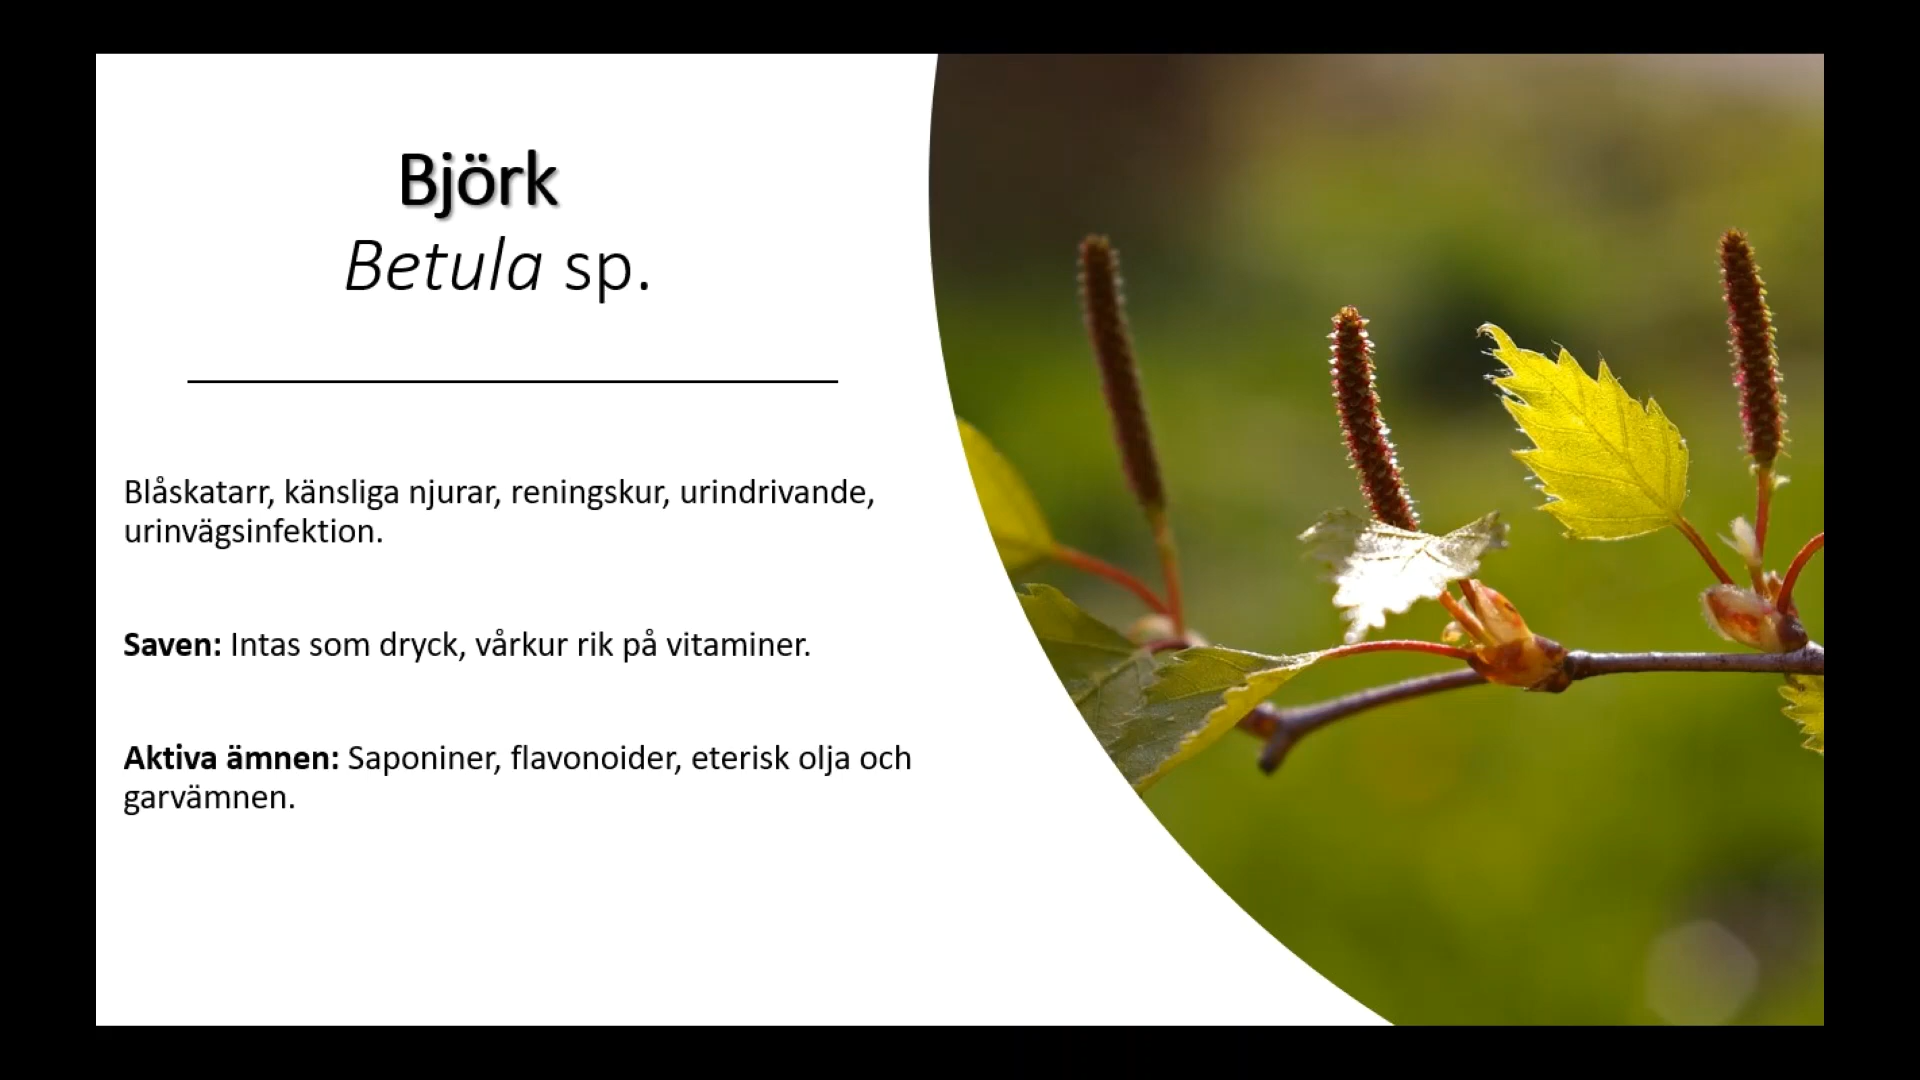 Björk
Betula sp.
Blåskatarr, känsliga njurar, reningskur, urindrivande,
urinvägsinfektion.
Saven: Intas som dryck, vårkur rik på vitaminer.
Aktiva ämnen: Saponiner, flavonoider, eterisk olja och
garvämnen.